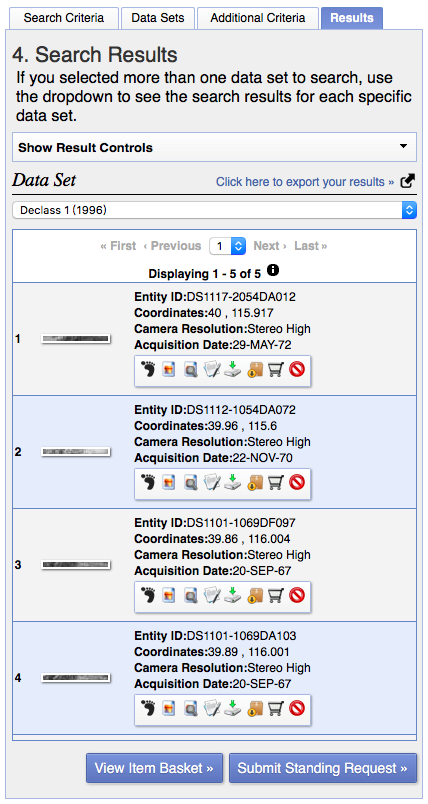 Search Criteria Data Sets Additional Criteria Results
4. Search Results
If you selected more than one data set to search, use
the dropdown to see the search results for each specific
data set.
Show Result Controls
Data Set Click here to export your results »
Declass 1 (1996)
« First ‹ Previous 1 Next › Last »
Displaying 1 - 5 of 5
1
Entity ID:DS1117-2054DA012
Coordinates:40 , 115.917
Camera Resolution:Stereo High
Acquisition Date:29-MAY-72
2
Entity ID:DS1112-1054DA072
Coordinates:39.96 , 115.6
Camera Resolution:Stereo High
Acquisition Date:22-NOV-70
3
Entity ID:DS1101-1069DF097
Coordinates:39.86 , 116.004
Camera Resolution:Stereo High
Acquisition Date:20-SEP-67
4
Entity ID:DS1101-1069DA103
Coordinates:39.89 , 116.001
Camera Resolution:Stereo High
Acquisition Date:20-SEP-67
View Item Basket » Submit Standing Request »